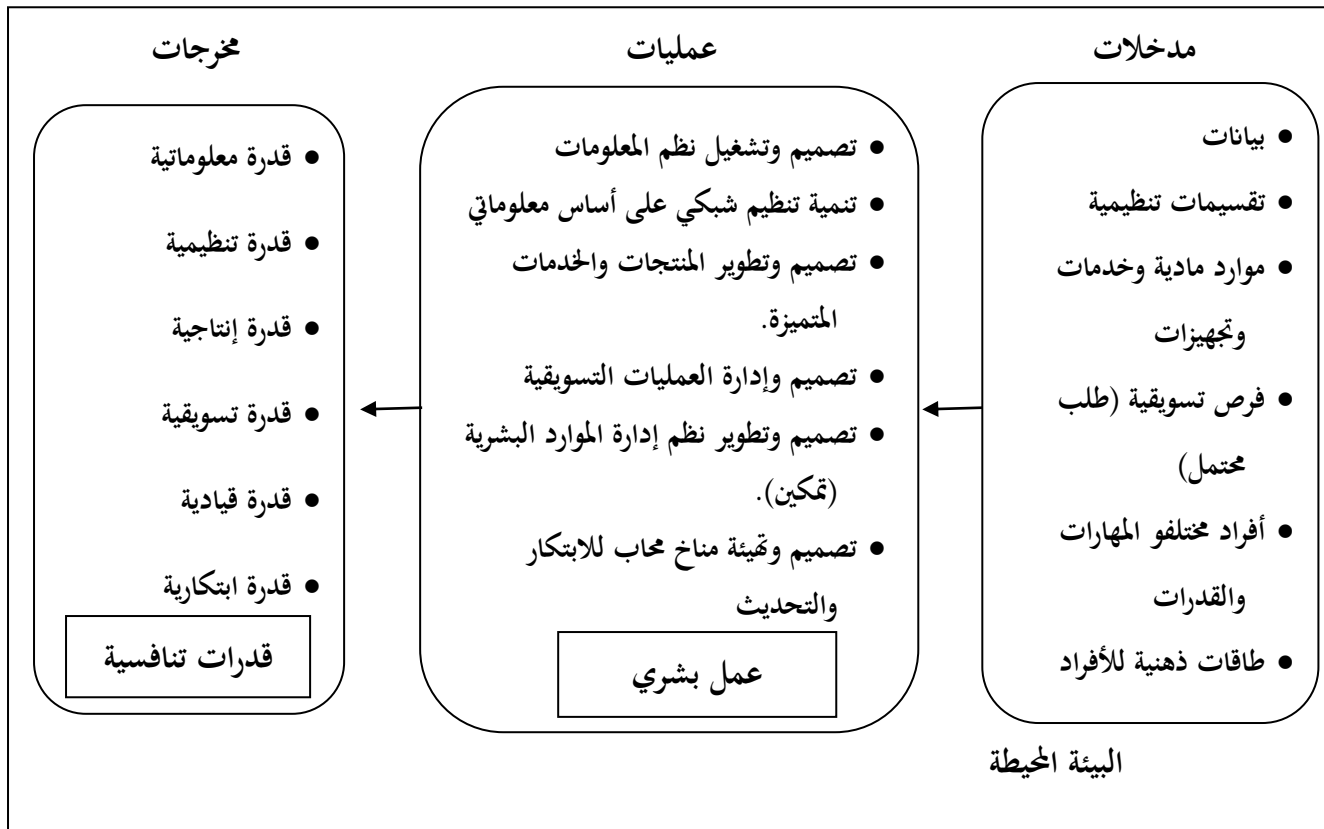 مدخلات
● بيانات
● تقسيمات تنظيمية
● موارد مادية وخدمات
وتجهيزات
● فرص تسويقية (طلب
محتمل)
● أفراد مختلفو المهارات
والقدرات
● طاقات ذهنية للأفراد
عمليات
● تصميم وتشغيل نظم المعلومات
● تنمية تنظيم شبكي على أساس معلوماتي
● تصميم وتطوير المنتجات والخدمات
المتميزة.
● تصميم وإدارة العمليات التسويقية
● تصميم وتطوير نظم إدارة الموارد البشرية
(تمكين).
● تصميم وتهيئة مناخ محاب للابتكار
والتحديث
عمل بشري
مخرجات
● قدرة معلوماتية
● قدرة تنظيمية
● قدرة إنتاجية
● قدرة تسويقية
● قدرة قيادية
● قدرة ابتكارية
قدرات تنافسية
البيئة المحيطة